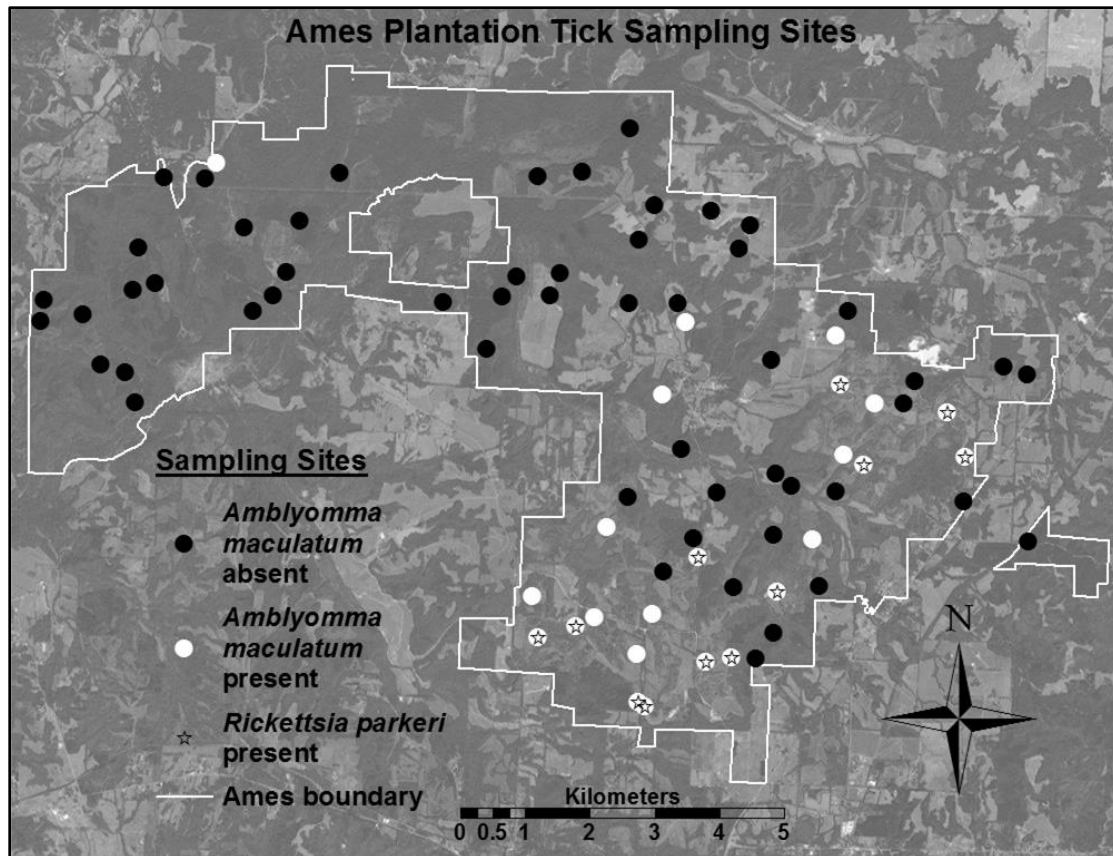 Ames Plantation Tick Sampling Sites
Sampling Sites
Amblyomma
maculatum
absent
Amblyomma
maculatum
present
Rickettsia parkeri
present
Ames boundary
N
Kilometers
0 0.5 1 2 3 4 5